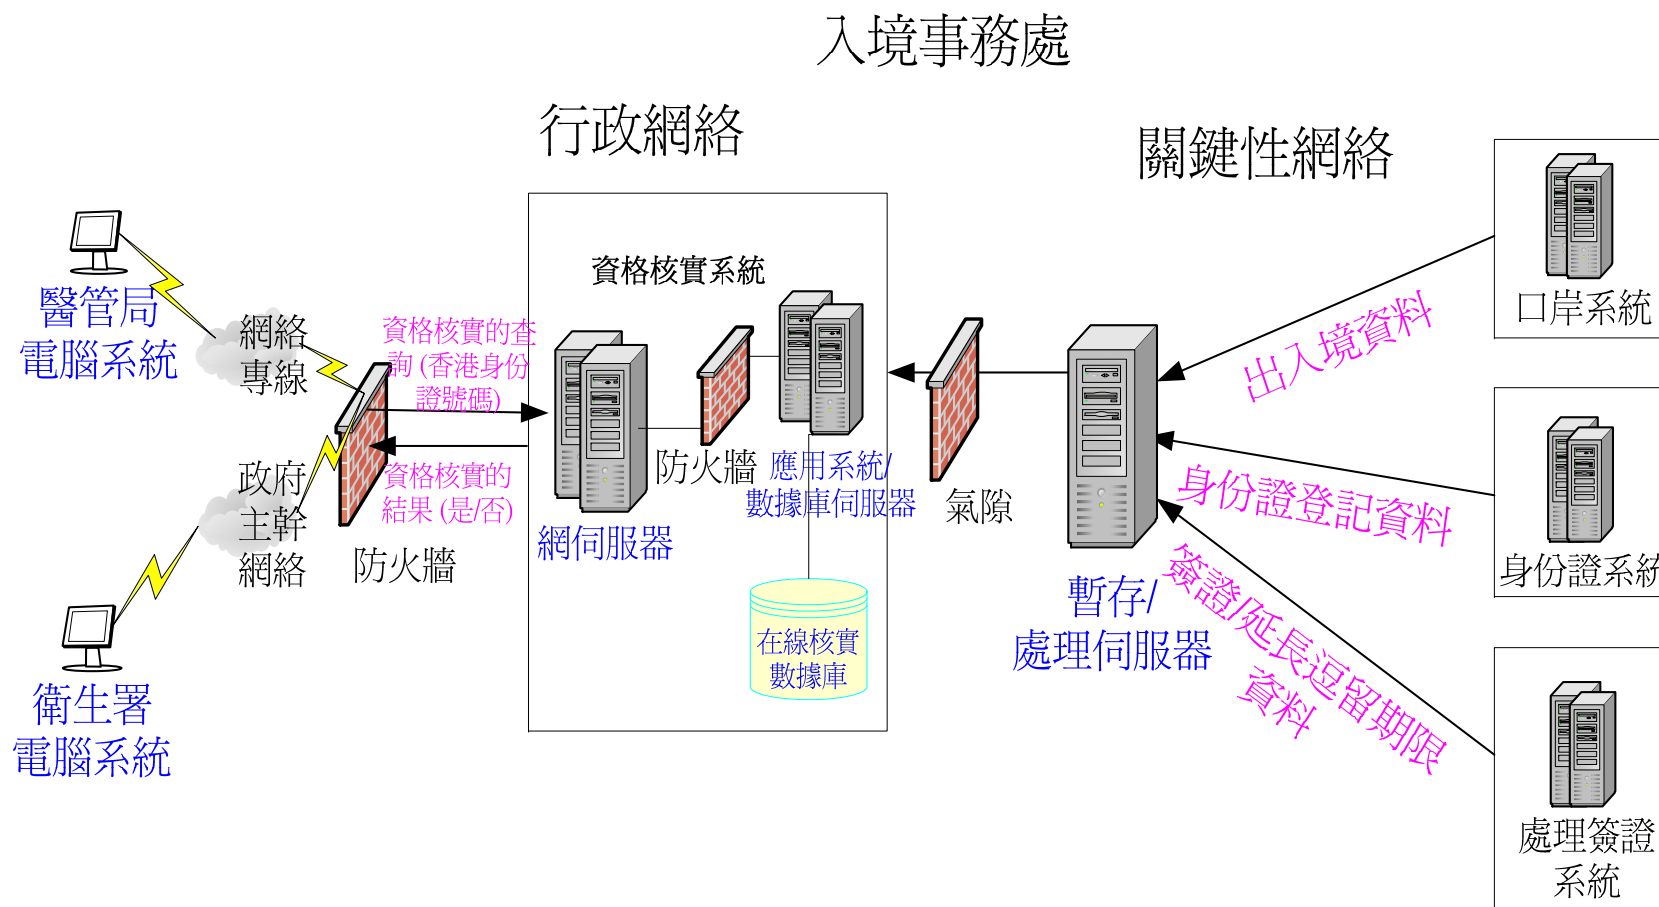 入境事務處
行政網絡
關鍵性網絡
醫管局
電腦系統
網絡
專線
政府
主幹
網絡
衛生署
電腦系統
防火牆
資格核實的查
詢 (香港身份
證號碼)
資格核實的
結果 (是/否)
資格核實系統
網伺服器
防火牆
應用系統/
數據庫伺服器
在線核實
數據庫
氣隙
暫存/
處理伺服器
出入境資料
身份證登記資料
簽證/延長逗留期限
資料
口岸系統
身份證系統
處理簽證
系統